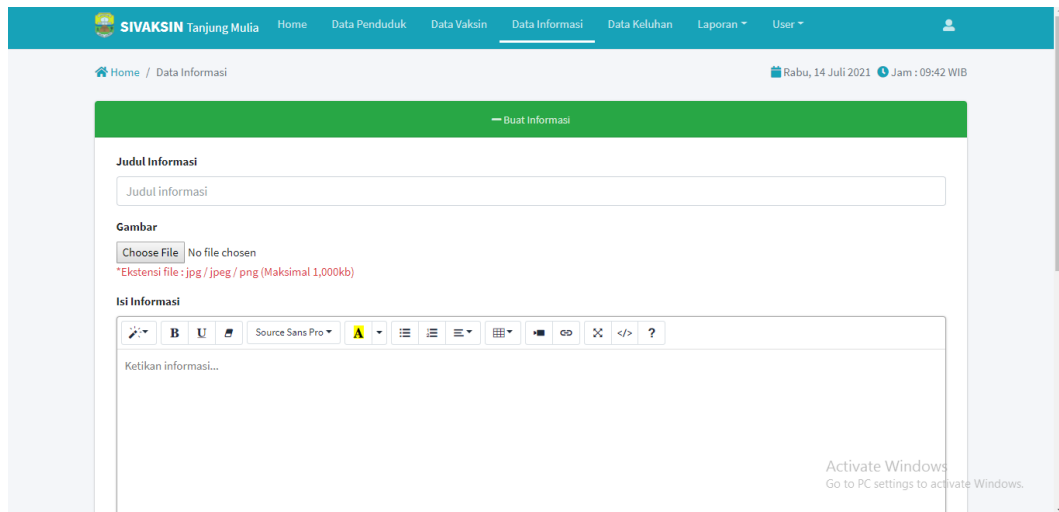 SIVAKSIN Tanjung Mulia Home Data Penduduk Data Vaksin Data Informasi Data Keluhan Laporan User
Home / Data Informasi Rabu, 14 Juli 2021 Jam : 09:42 WIB
Buat Informasi
Judul Informasi
Judul informasi
Gambar
Choose File No file chosen
*Ekstensi file : jpg / jpeg / png (Maksimal 1,000kb)
Isi Informasi
B U Source Sans Pro A </> ?
Ketikan informasi...
Activate Windows
Go to PC settings to activate Windows.